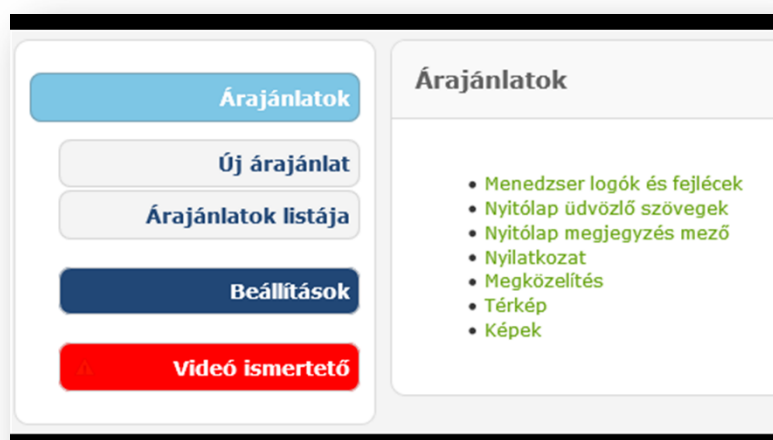 Árajánlatok
Új árajánlat
Árajánlatok listája
Beállítások
Videó ismertető
Árajánlatok
Menedzser logók és fejlécek
Nyitólap üdvözlő szövegek
Nyitólap megjegyzés mező
Nyilatkozat
Megközelítés
Térkép
Képek